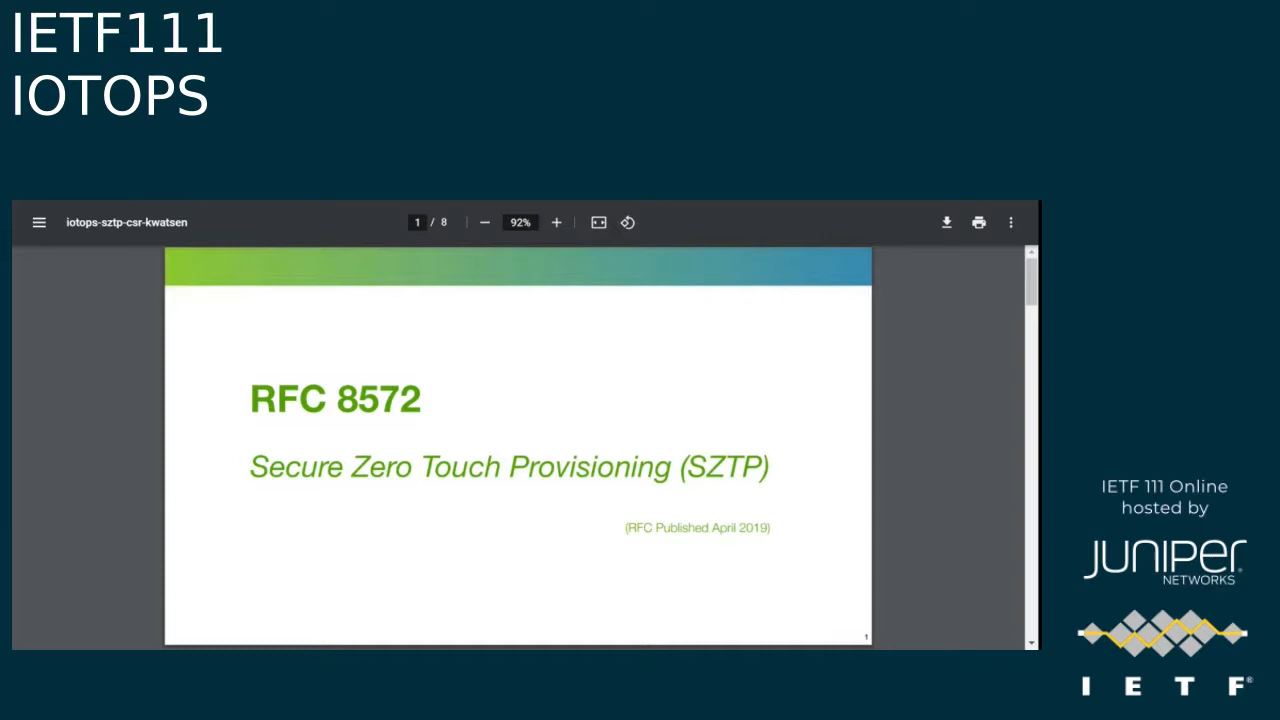 IETF111
IOTOPS
iotops-sztp-csr-kwatsen
1 / 8
92%
RFC 8572
Secure Zero Touch Provisioning (SZTP)
(RFC Published April 2019)
1
IETF 111 Online
hosted by
JUNIPER
NETWORKS
I E T F®